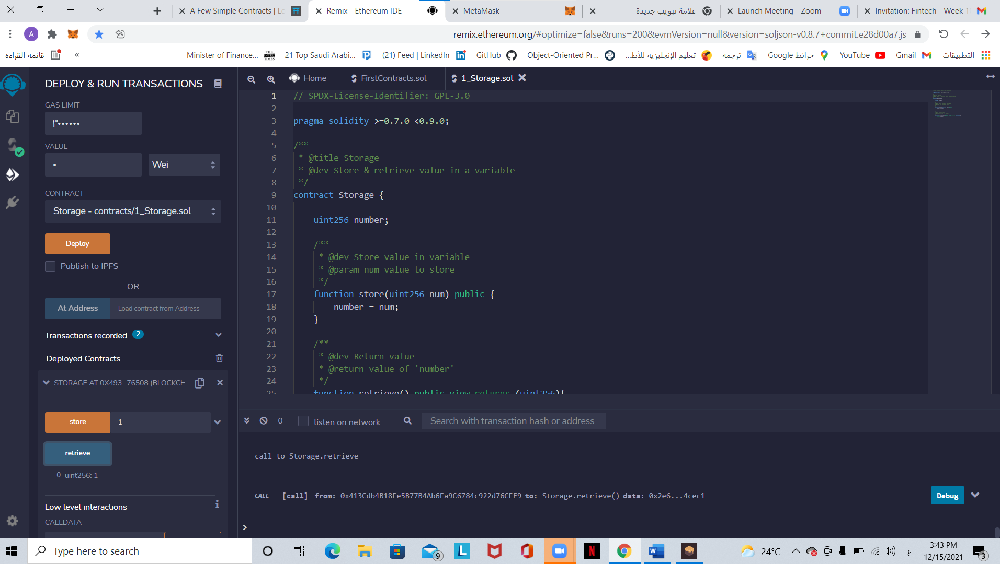 A Few Simple Contracts | Lo
Remix - Ethereum IDE
MetaMask
علامة تبويب جديدة
Launch Meeting - Zoom
Invitation: Fintech - Week 1
A
remix.ethereum.org/#optimize=false&runs=200&evmVersion=null&version=soljson-v0.8.7+commit.e28d00a7.js
قائمة القراءة
«
Minister of Finance...
21 Top Saudi Arabi...
(21) Feed | LinkedIn
GitHub
Object-Oriented Pr...
تعليم الإنجليزية للأط...
ترجمة
خرائط Google
YouTube
Gmail
التطبيقات
DEPLOY & RUN TRANSACTIONS
GAS LIMIT
٣٠٠٠٠٠٠
VALUE
٠
Wei
CONTRACT
Storage - contracts/1_Storage.sol
Deploy
Publish to IPFS
OR
At Address
Load contract from Address
Transactions recorded 2
Deployed Contracts
STORAGE AT 0X493...76508 (BLOCKCH
store
1
retrieve
0: uint256: 1
Low level interactions
i
CALLDATA
Home
FirstContracts.sol
1_Storage.sol
1 // SPDX-License-Identifier: GPL-3.0
2
3 pragma solidity >=0.7.0 <0.9.0;
4
5 /**
6 * @title Storage
7 * @dev Store & retrieve value in a variable
8 */
9 contract Storage {
10
11 uint256 number;
12
13 /**
14 * @dev Store value in variable
15 * @param num value to store
16 */
17 function store(uint256 num) public {
18 number = num;
19 }
20
21 /**
22 * @dev Return value
23 * @return value of 'number'
24 */
25 function retrieve() public view returns (uint256){
0
listen on network
Search with transaction hash or address
call to Storage.retrieve
CALL [call] from: 0x413Cdb4B18Fe5B77B4Ab6Fa9C6784c922d76CFE9 to: Storage.retrieve() data: 0x2e6...4cec1
Debug
>
Type here to search
9
L
N
W
24°C
ع
3:43 PM
12/15/2021
3